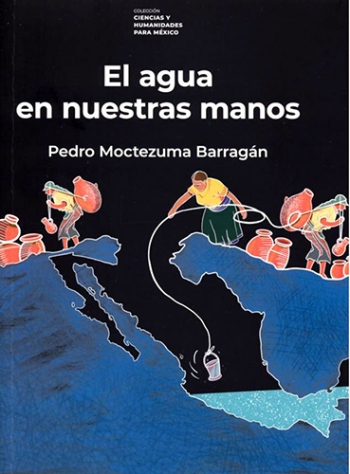 COLECCIÓN
CIENCIAS Y
HUMANIDADES
PARA MÉXICO
El agua
en nuestras manos
Pedro Moctezuma Barragán